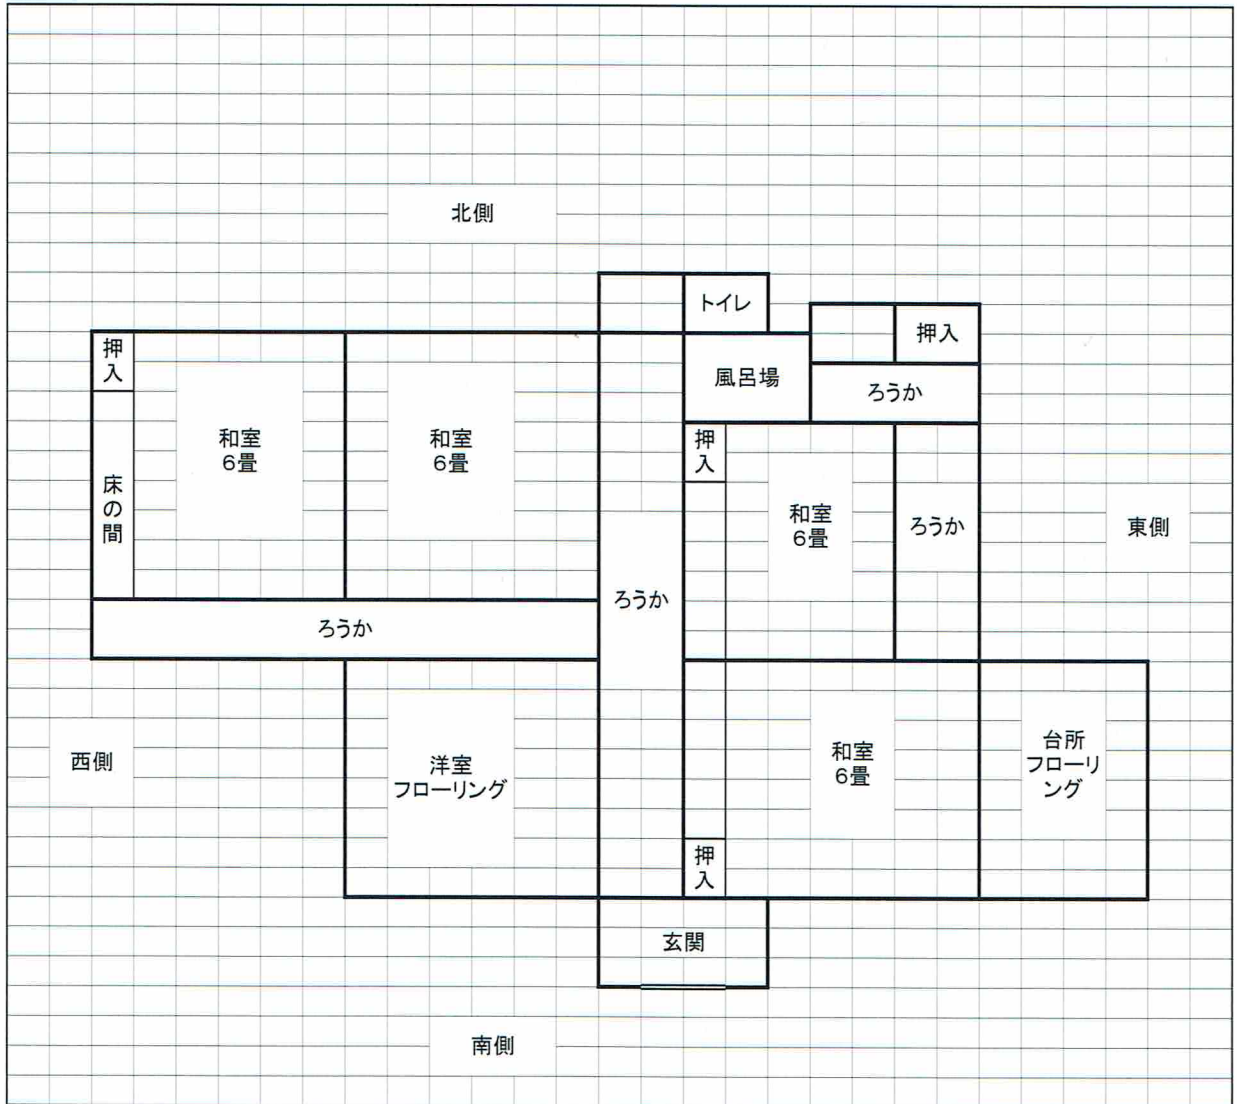 北側
トイレ
押入
押
入
風呂場
ろうか
和室
６畳
和室
６畳
押
入
床
の
間
和室
６畳
ろうか
東側
ろうか
ろうか
西側
洋室
フローリング
和室
６畳
台所
フローリ
ング
押
入
玄関
南側